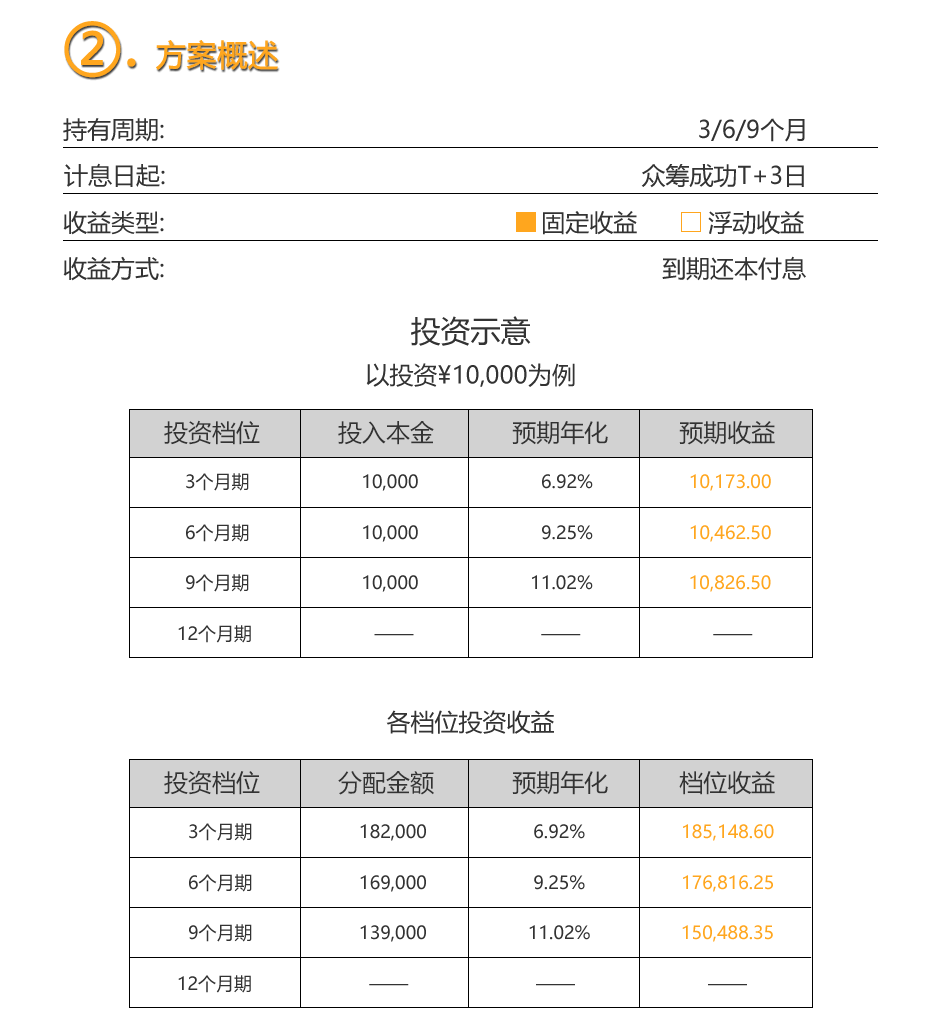 2. 方案概述
持有周期: 3/6/9个月
计息日起: 众筹成功T+3日
收益类型: 固定收益 浮动收益
收益方式: 到期还本付息
投资示意
以投资¥10,000为例
投资档位 投入本金 预期年化 预期收益
3个月期 10,000 6.92% 10,173.00
6个月期 10,000 9.25% 10,462.50
9个月期 10,000 11.02% 10,826.50
12个月期 —— —— ——
各档位投资收益
投资档位 分配金额 预期年化 档位收益
3个月期 182,000 6.92% 185,148.60
6个月期 169,000 9.25% 176,816.25
9个月期 139,000 11.02% 150,488.35
12个月期 —— —— ——